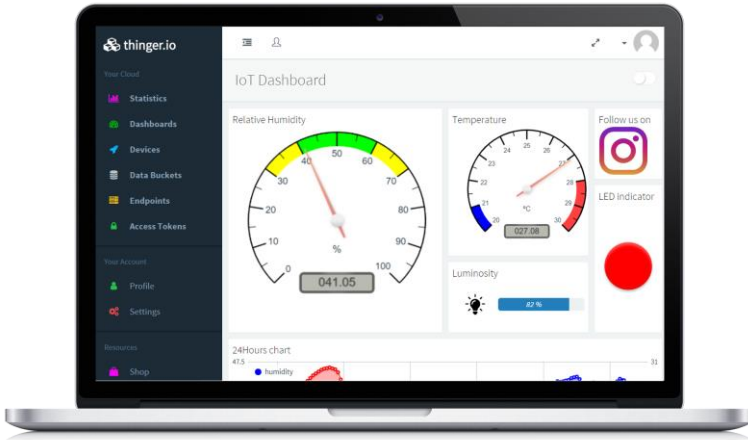 thinger.io
Your Cloud
Statistics
Dashboards
Devices
Data Buckets
Endpoints
Access Tokens
Your Account
Profile
Settings
Resources
Shop
IoT Dashboard
Relative Humidity
0
10
20
30
40
50
60
70
80
90
100
%
041.05
Temperature
20
21
22
23
24
25
26
27
28
29
30
°C
027.08
Follow us on
LED indicator
Luminosity
82 %
24Hours chart
47.5
humidity
31